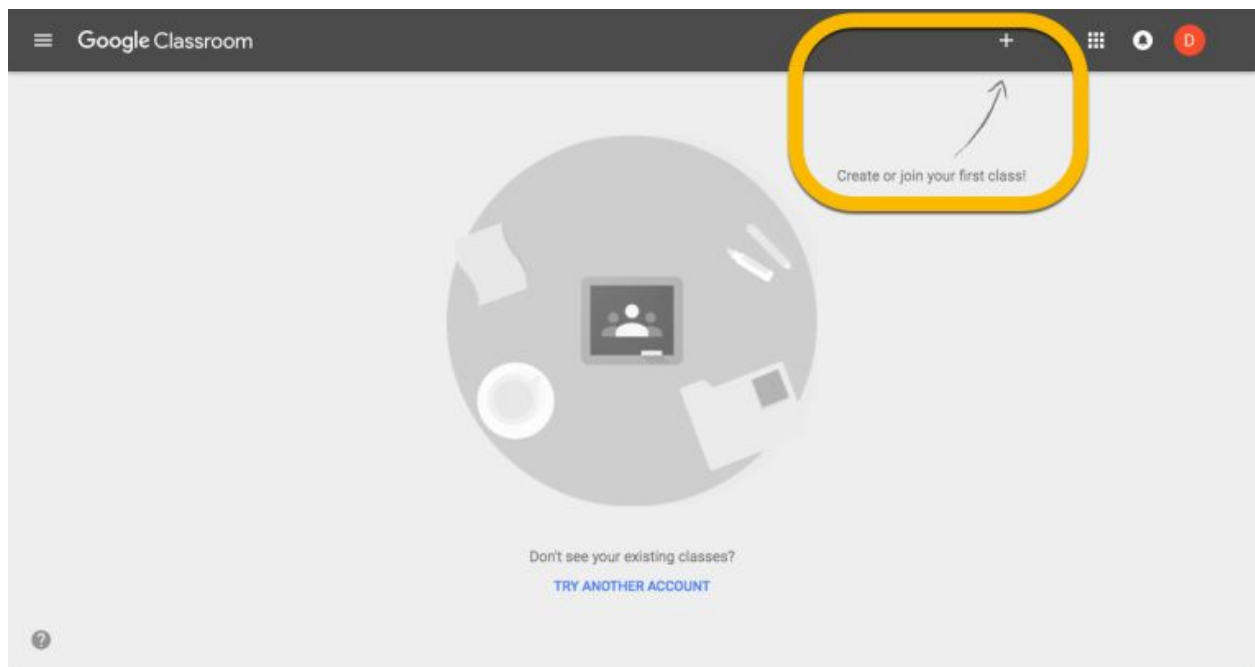 Google Classroom
+
D
Create or join your first class!
Don't see your existing classes?
TRY ANOTHER ACCOUNT
?